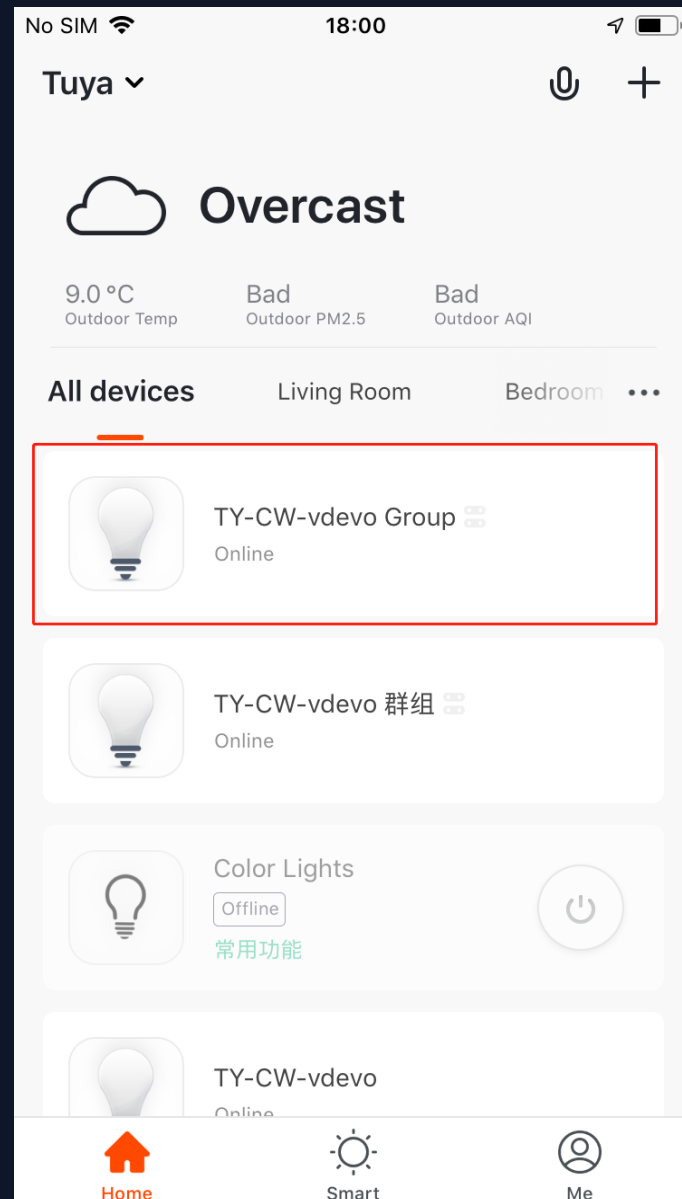 No SIM 18:00
Tuya
Overcast
9.0 °C Bad Bad
Outdoor Temp Outdoor PM2.5 Outdoor AQI
All devices Living Room Bedroom
TY-CW-vdevo Group
Online
TY-CW-vdevo 群组
Online
Color Lights
Offline
常用功能
TY-CW-vdevo
Online
Home Smart Me